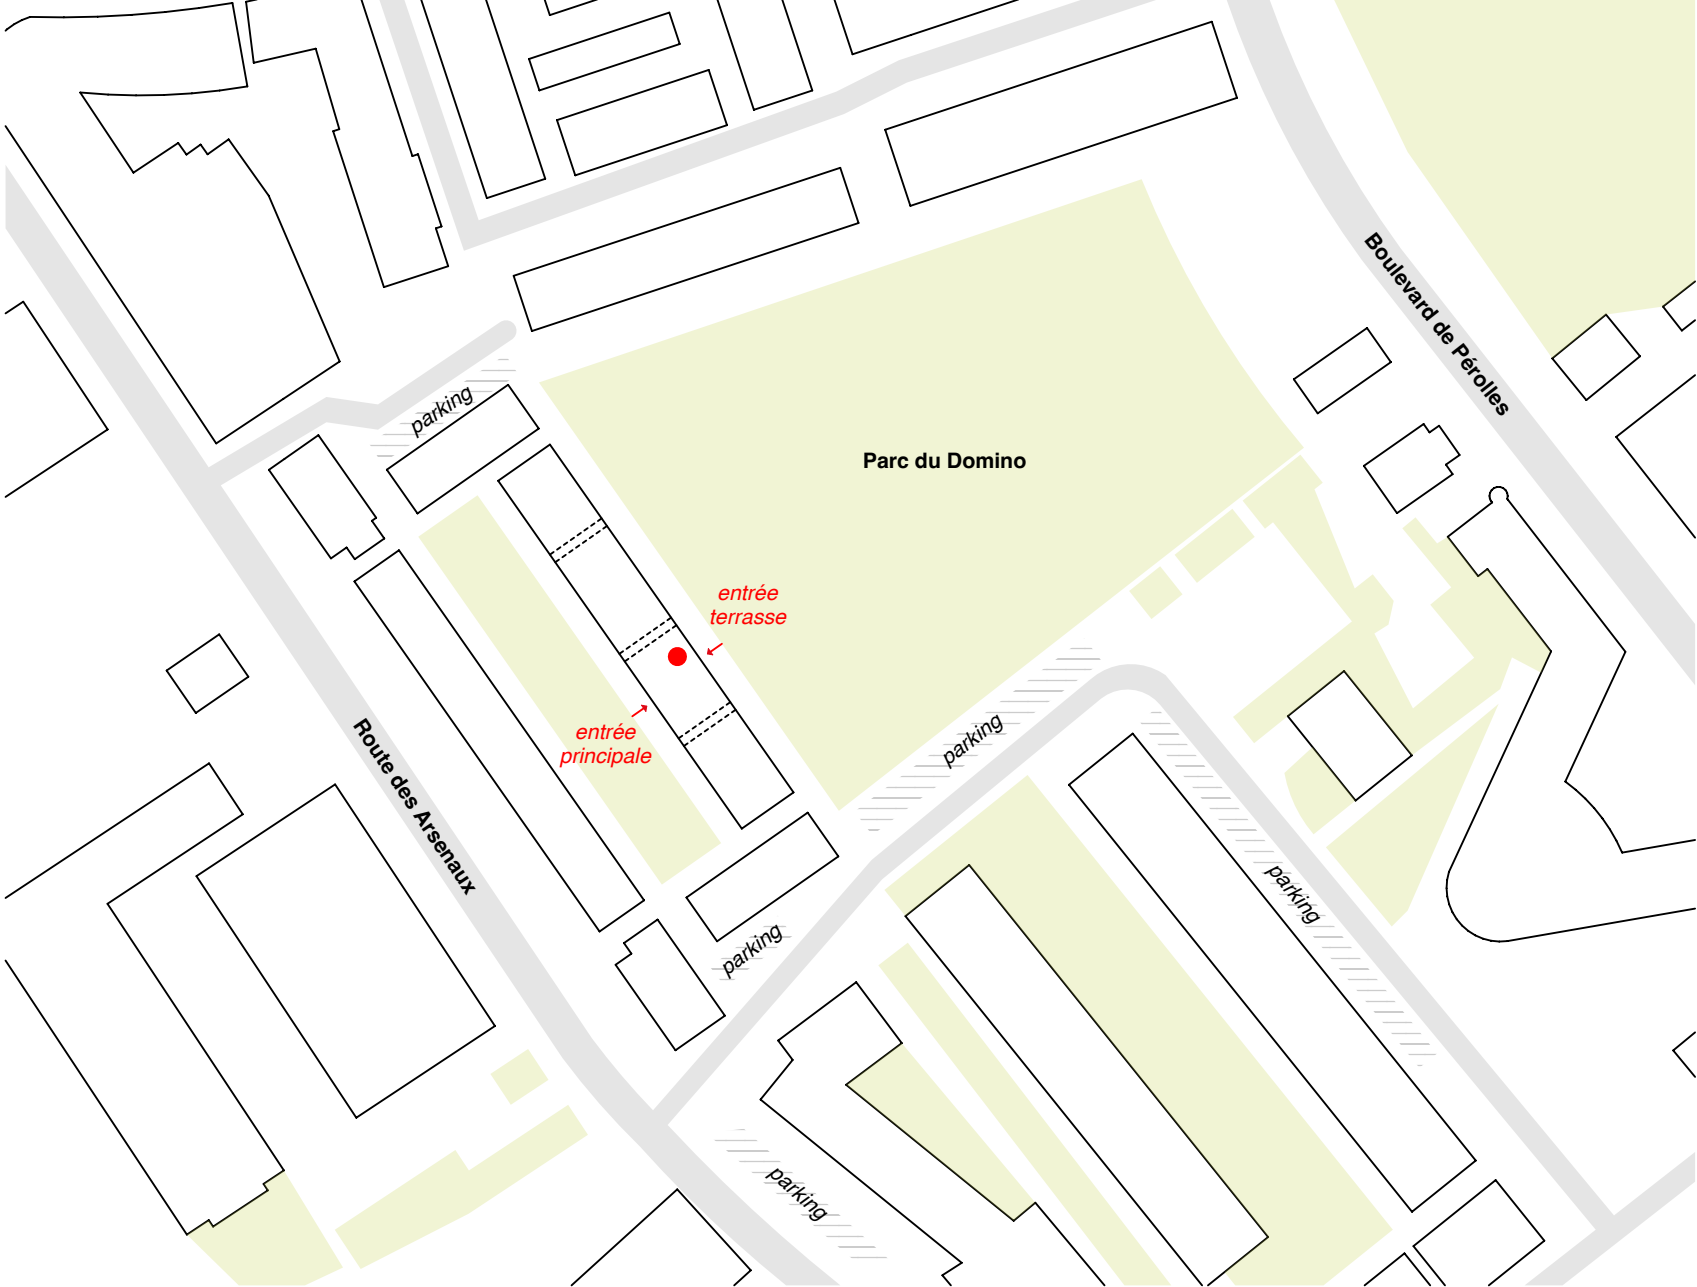 Boulevard de Pérolles
parking
Parc du Domino
entrée
terrasse
entrée
principale
parking
Route des Arsenaux
parking
parking
parking